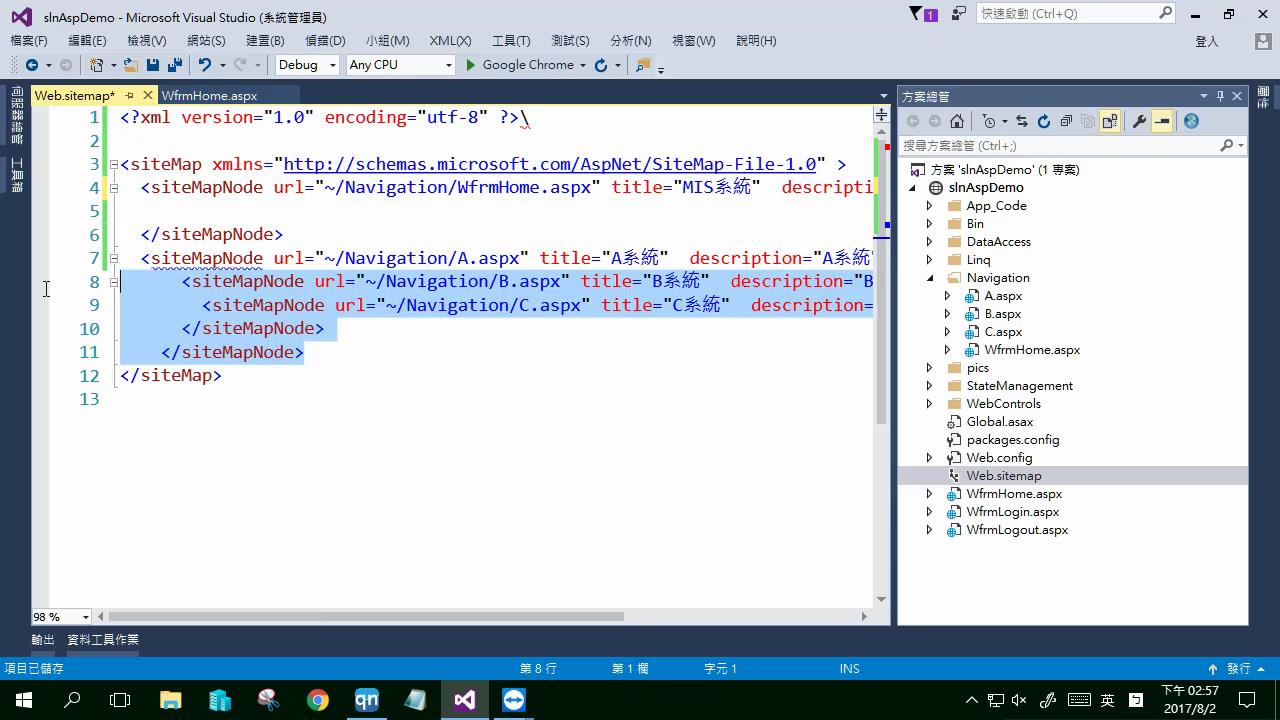 slnAspDemo - Microsoft Visual Studio (系統管理員)
1
快速啟動 (Ctrl+Q)
檔案(F) 編輯(E) 檢視(V) 網站(S) 建置(B) 偵錯(D) 小組(M) XML(X) 工具(T) 測試(S) 分析(N) 視窗(W) 說明(H)
登入
Debug Any CPU Google Chrome
伺服器總管
工具箱
Web.sitemap* WfrmHome.aspx
1 <?xml version="1.0" encoding="utf-8" ?>\
2
3 <siteMap xmlns="http://schemas.microsoft.com/AspNet/SiteMap-File-1.0" >
4 <siteMapNode url="~/Navigation/WfrmHome.aspx" title="MIS系統" descripti
5
6 </siteMapNode>
7 <siteMapNode url="~/Navigation/A.aspx" title="A系統" description="A系統"
8 <siteMapNode url="~/Navigation/B.aspx" title="B系統" description="B
9 <siteMapNode url="~/Navigation/C.aspx" title="C系統" description=
10 </siteMapNode>
11 </siteMapNode>
12 </siteMap>
13
98 %
方案總管
搜尋方案總管 (Ctrl+;)
方案 'slnAspDemo' (1 專案)
slnAspDemo
App_Code
Bin
DataAccess
Linq
Navigation
A.aspx
B.aspx
C.aspx
WfrmHome.aspx
pics
StateManagement
WebControls
Global.asax
packages.config
Web.config
Web.sitemap
WfrmHome.aspx
WfrmLogin.aspx
WfrmLogout.aspx
輸出 資料工具作業
項目已儲存 第 8 行 第 1 欄 字元 1 INS 發行
qn
英
下午 02:57
2017/8/2